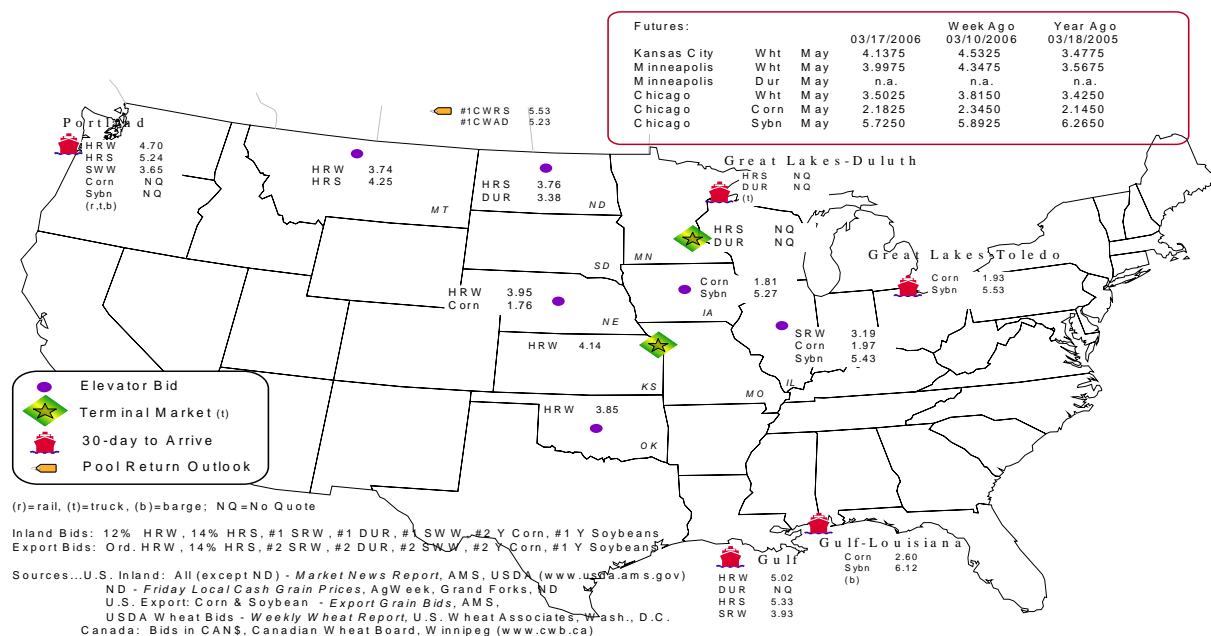 Futures: Week Ago Year Ago
03/17/2006 03/10/2006 03/18/2005
Kansas City Wht May 4.1375 4.5325 3.4775
Minneapolis Wht May 3.9975 4.3475 3.5675
Minneapolis Dur May n.a. n.a. n.a.
Chicago Wht May 3.5025 3.8150 3.4250
Chicago Corn May 2.1825 2.3450 2.1450
Chicago Sybn May 5.7250 5.8925 6.2650
#1CWRS 5.53
#1CWAD 5.23
Portland
HRW 4.70
HRS 5.24
SWW 3.65
Corn NQ
Sybn NQ
(r,t,b)
HRW 3.74
HRS 4.25
MT
HRS 3.76
DUR 3.38
ND
Great Lakes-Duluth
HRS NQ
DUR NQ
(t)
HRS NQ
DUR NQ
MN
SD
Great Lakes-Toledo
Corn 1.93
Sybn 5.53
HRW 3.95
Corn 1.76
NE
Corn 1.81
Sybn 5.27
IA
SRW 3.19
Corn 1.97
Sybn 5.43
IL
HRW 4.14
KS
MO
HRW 3.85
OK
Elevator Bid
Terminal Market (t)
30-day to Arrive
Pool Return Outlook
Gulf-Louisiana
Corn 2.60
Sybn 6.12
(b)
Gulf
HRW 5.02
DUR NQ
HRS 5.33
SRW 3.93
(r)=rail, (t)=truck, (b)=barge; NQ=No Quote
Inland Bids: 12% HRW, 14% HRS, #1 SRW, #1 DUR, #1 SWW, #2 Y Corn, #1 Y Soybeans
Export Bids: Ord. HRW, 14% HRS, #2 SRW, #2 DUR, #2 SWW, #2 Y Corn, #1 Y Soybeans
Sources...U.S. Inland: All (except ND) - Market News Report, AMS, USDA (www.usda.ams.gov)
ND - Friday Local Cash Grain Prices, AgWeek, Grand Forks, ND
U.S. Export: Corn & Soybean - Export Grain Bids, AMS,
USDA Wheat Bids - Weekly Wheat Report, U.S. Wheat Associates, Wash., D.C.
Canada: Bids in CAN$, Canadian Wheat Board, Winnipeg (www.cwb.ca)